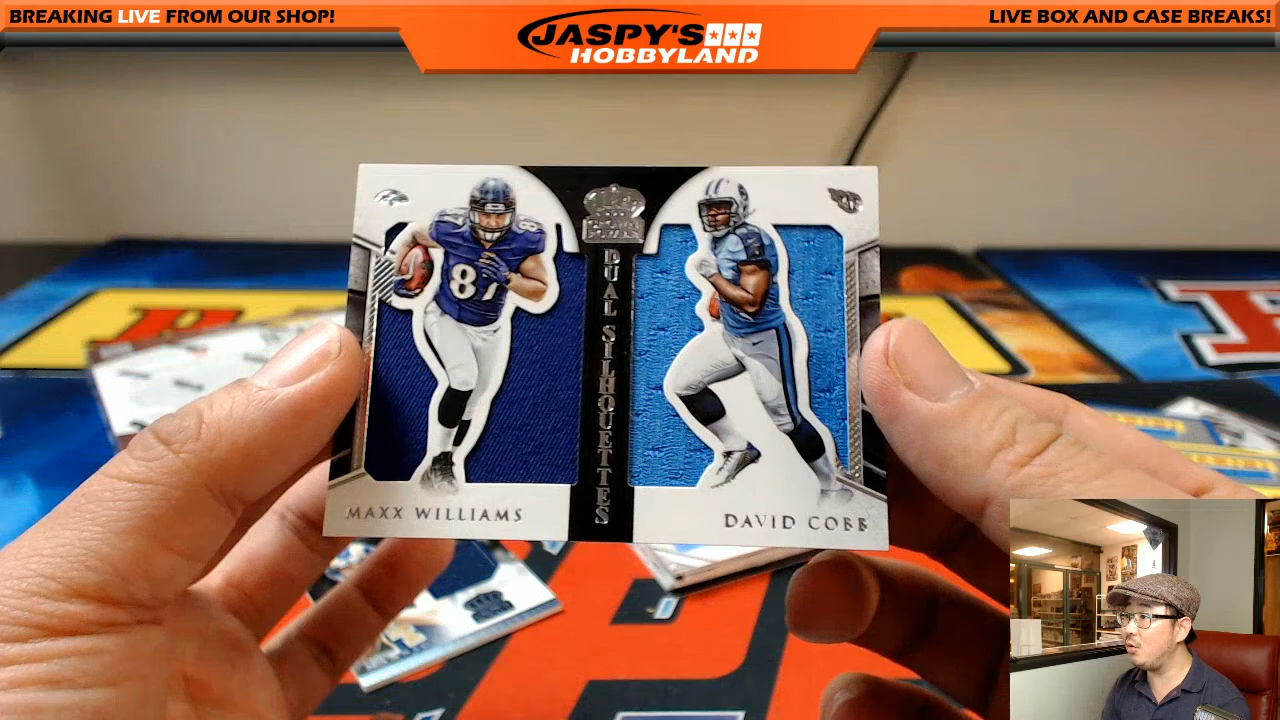 BREAKING LIVE FROM OUR SHOP!
JASPY'S
HOBBYLAND
LIVE BOX AND CASE BREAKS!
87
87
DUAL SILHOUETTES
MAXX WILLIAMS
DAVID COBB